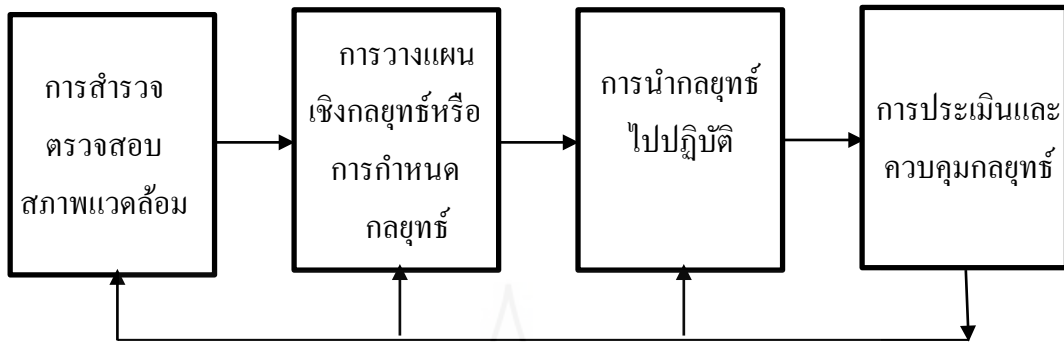 การสำรวจ
ตรวจสอบ
สภาพแวดล้อม
การวางแผน
เชิงกลยุทธ์หรือ
การกำหนด
กลยุทธ์
การนำกลยุทธ์
ไปปฏิบัติ
การประเมินและ
ควบคุมกลยุทธ์